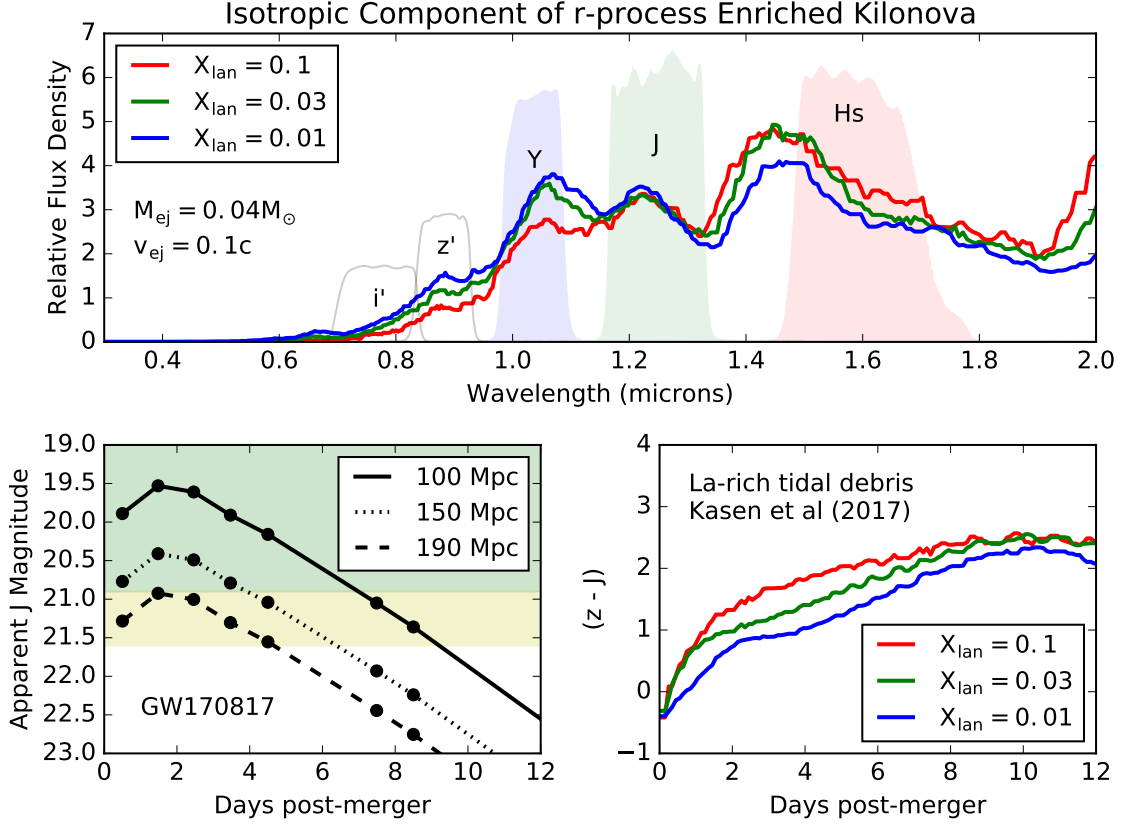 Isotropic Component of r-process Enriched Kilonova
7
6
5
4
3
2
1
0
Relative Flux Density
X_lan = 0.1
X_lan = 0.03
X_lan = 0.01
M_ej = 0.04M_⊙
v_ej = 0.1c
i'
z'
Y
J
Hs
0.4 0.6 0.8 1.0 1.2 1.4 1.6 1.8 2.0
Wavelength (microns)
19.0
19.5
20.0
20.5
21.0
21.5
22.0
22.5
23.0
Apparent J Magnitude
100 Mpc
150 Mpc
190 Mpc
GW170817
0 2 4 6 8 10 12
Days post-merger
4
3
2
1
0
−1
(z - J)
La-rich tidal debris
Kasen et al (2017)
X_lan = 0.1
X_lan = 0.03
X_lan = 0.01
0 2 4 6 8 10 12
Days post-merger